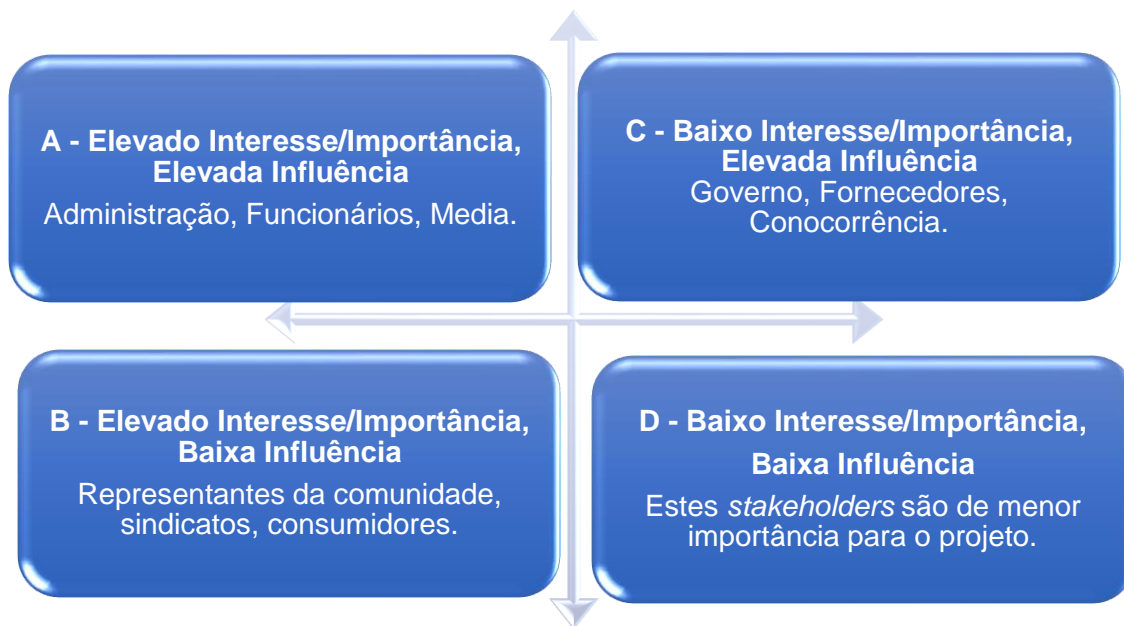 A - Elevado Interesse/Importância,
Elevada Influência
Administração, Funcionários, Media.
C - Baixo Interesse/Importância,
Elevada Influência
Governo, Fornecedores,
Conocorrência.
B - Elevado Interesse/Importância,
Baixa Influência
Representantes da comunidade,
sindicatos, consumidores.
D - Baixo Interesse/Importância,
Baixa Influência
Estes stakeholders são de menor
importância para o projeto.